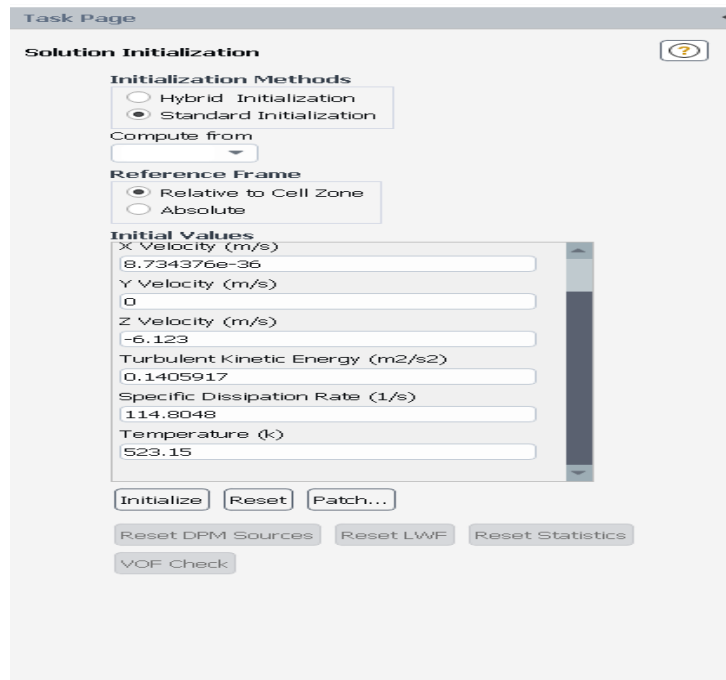 Task Page
Solution Initialization
?
Initialization Methods
Hybrid Initialization
Standard Initialization
Compute from
Reference Frame
Relative to Cell Zone
Absolute
Initial Values
X Velocity (m/s)
8.734376e-36
Y Velocity (m/s)
0
Z Velocity (m/s)
-6.123
Turbulent Kinetic Energy (m2/s2)
0.1405917
Specific Dissipation Rate (1/s)
114.8048
Temperature (k)
523.15
Initialize Reset Patch...
Reset DPM Sources Reset LWF Reset Statistics
VOF Check